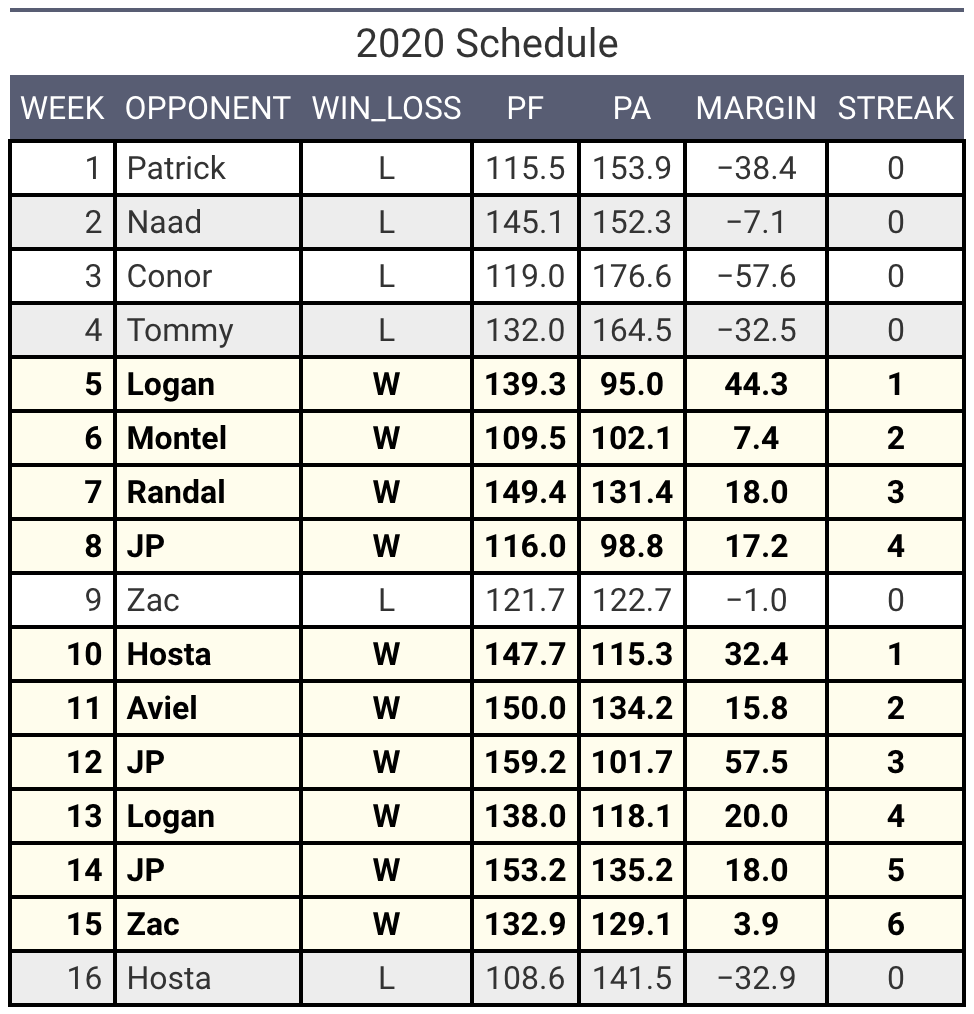 2020 Schedule
WEEK OPPONENT WIN_LOSS PF PA MARGIN STREAK
1 Patrick L 115.5 153.9 −38.4 0
2 Naad L 145.1 152.3 −7.1 0
3 Conor L 119.0 176.6 −57.6 0
4 Tommy L 132.0 164.5 −32.5 0
5 Logan W 139.3 95.0 44.3 1
6 Montel W 109.5 102.1 7.4 2
7 Randal W 149.4 131.4 18.0 3
8 JP W 116.0 98.8 17.2 4
9 Zac L 121.7 122.7 −1.0 0
10 Hosta W 147.7 115.3 32.4 1
11 Aviel W 150.0 134.2 15.8 2
12 JP W 159.2 101.7 57.5 3
13 Logan W 138.0 118.1 20.0 4
14 JP W 153.2 135.2 18.0 5
15 Zac W 132.9 129.1 3.9 6
16 Hosta L 108.6 141.5 −32.9 0